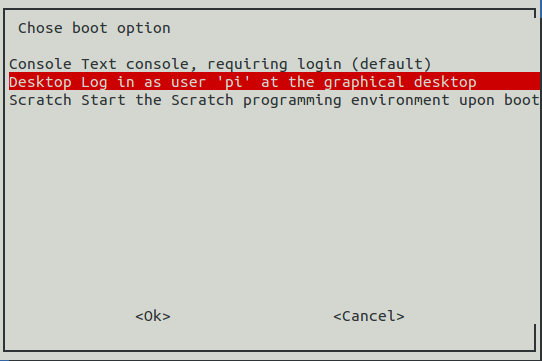 Chose boot option
Console Text console, requiring login (default)
Desktop Log in as user 'pi' at the graphical desktop
Scratch Start the Scratch programming environment upon boot
<Ok> <Cancel>